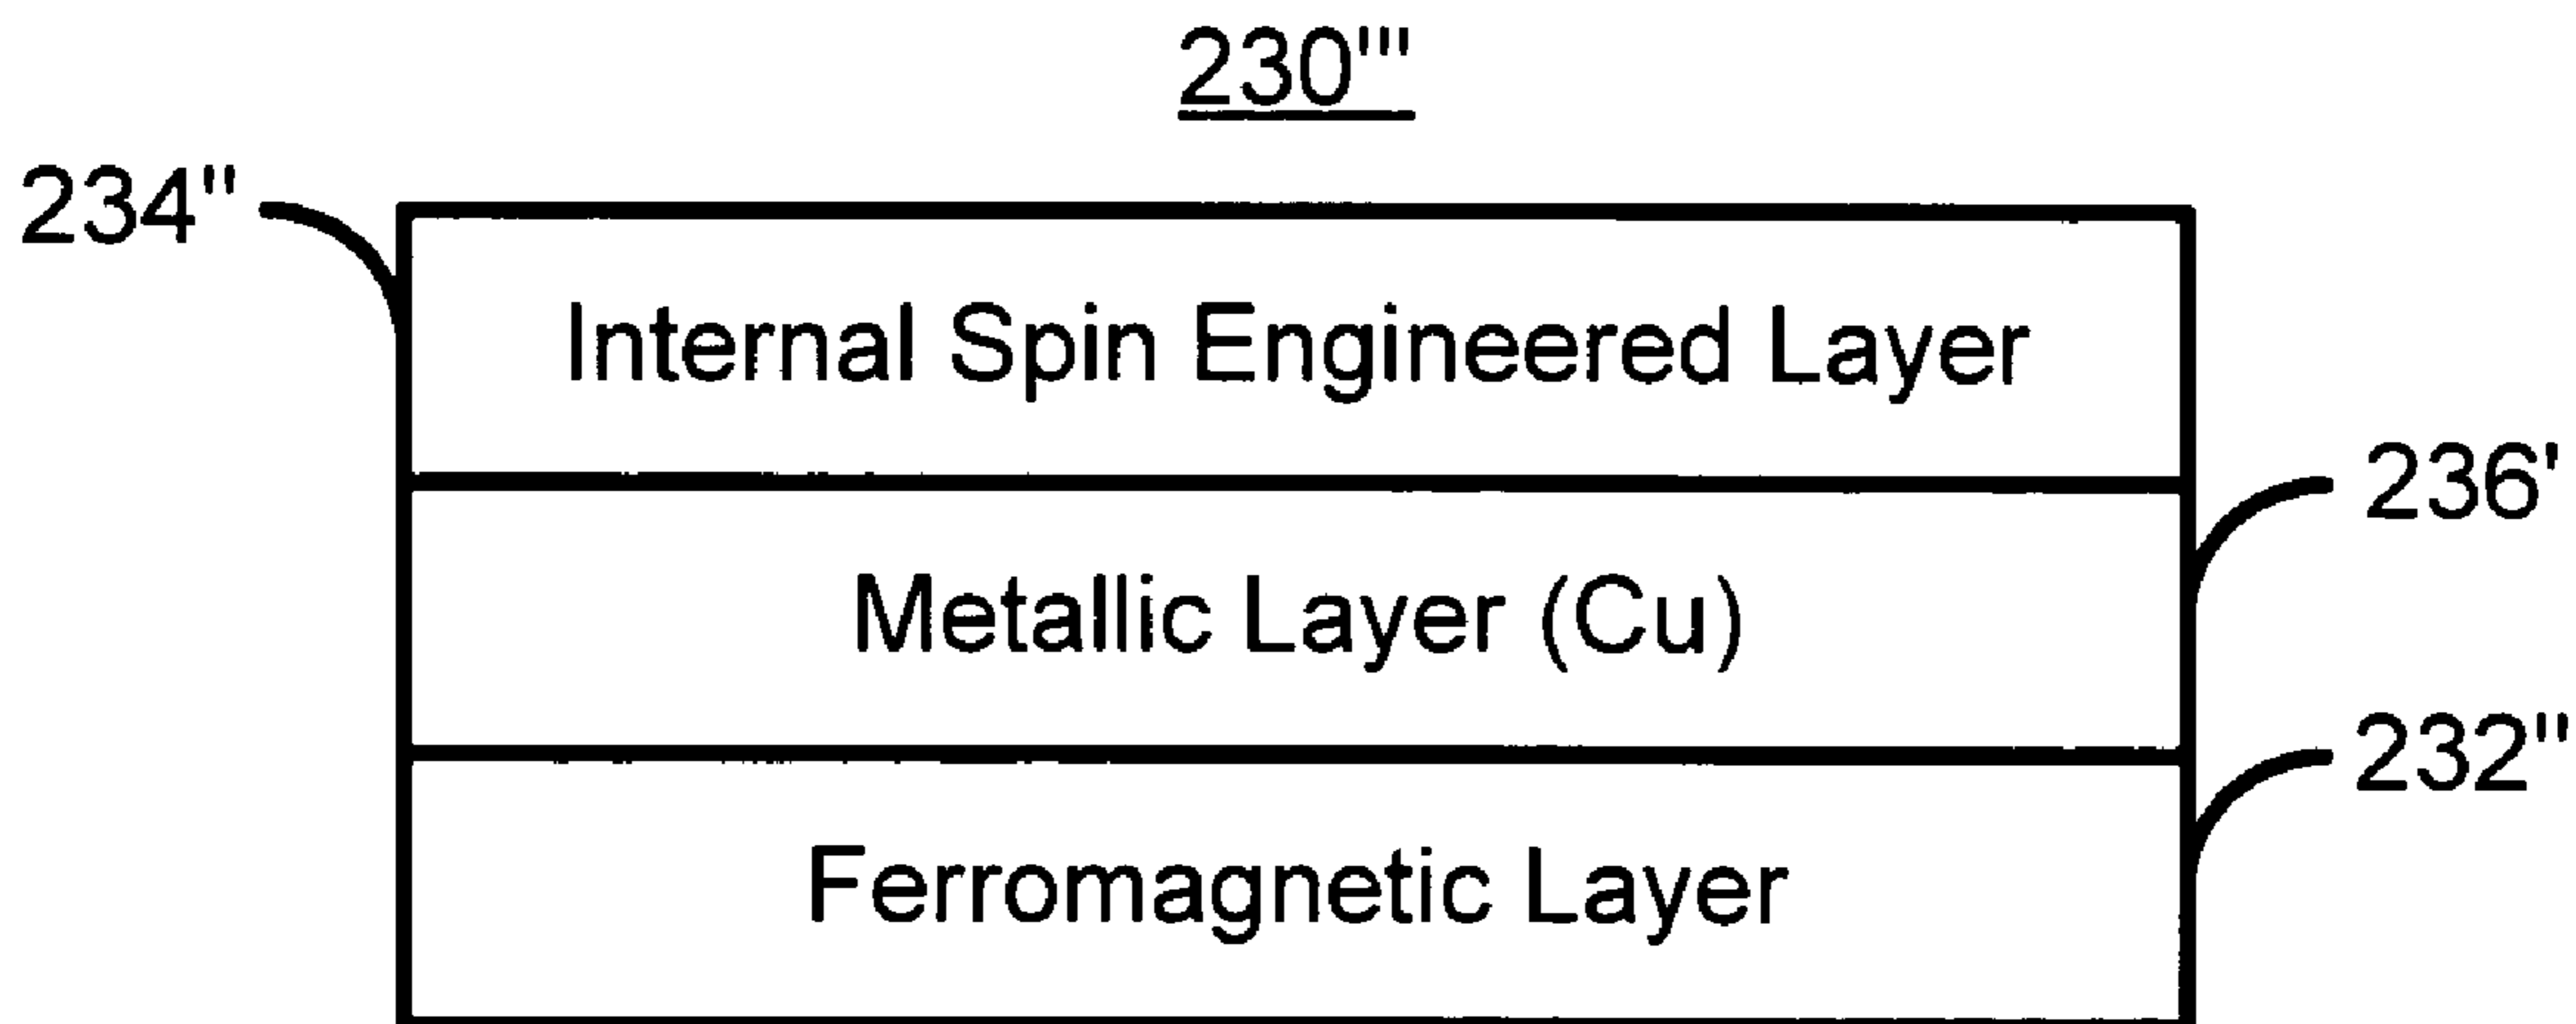 230'''
234"
Internal Spin Engineered Layer
236'
Metallic Layer (Cu)
232"
Ferromagnetic Layer